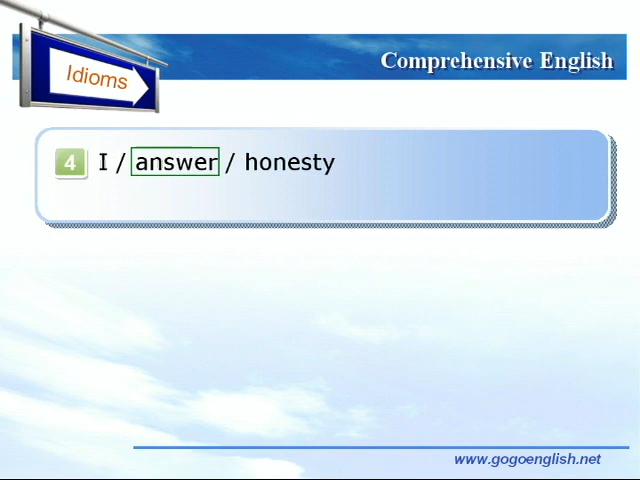 Idioms
Comprehensive English
4 I / answer / honesty
www.gogoenglish.net